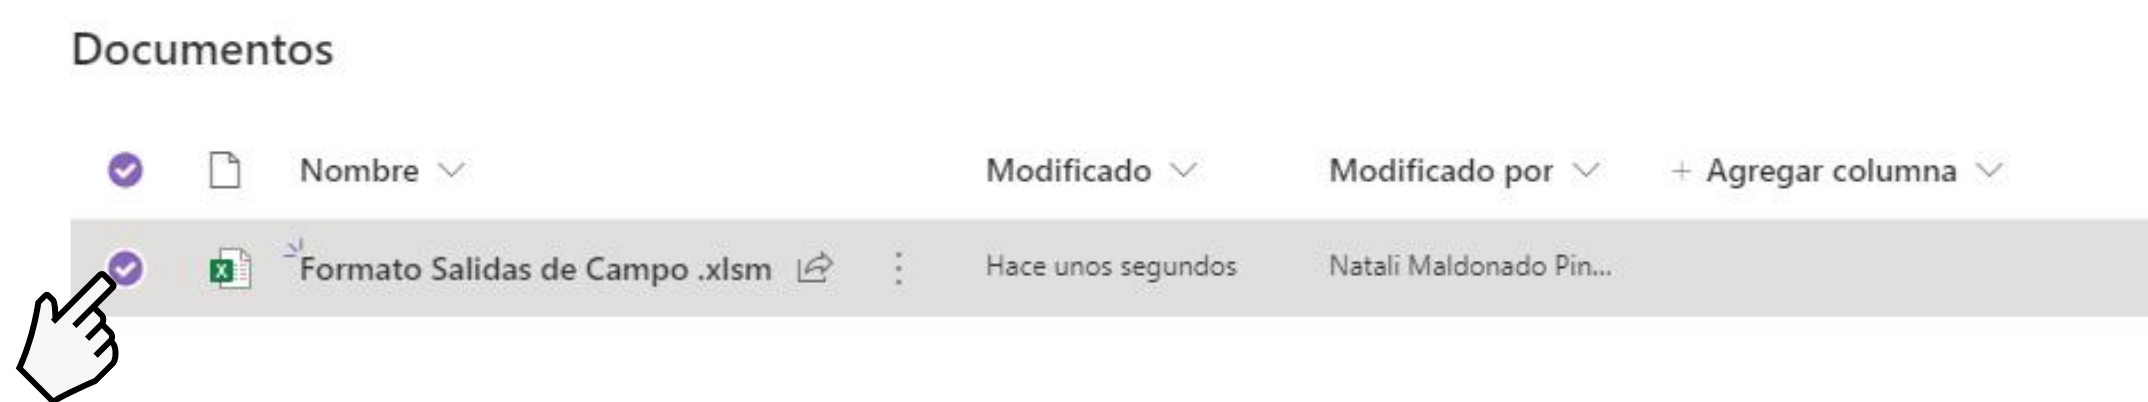 Documentos
Nombre Modificado Modificado por + Agregar columna
Formato Salidas de Campo .xlsm Hace unos segundos Natali Maldonado Pin...